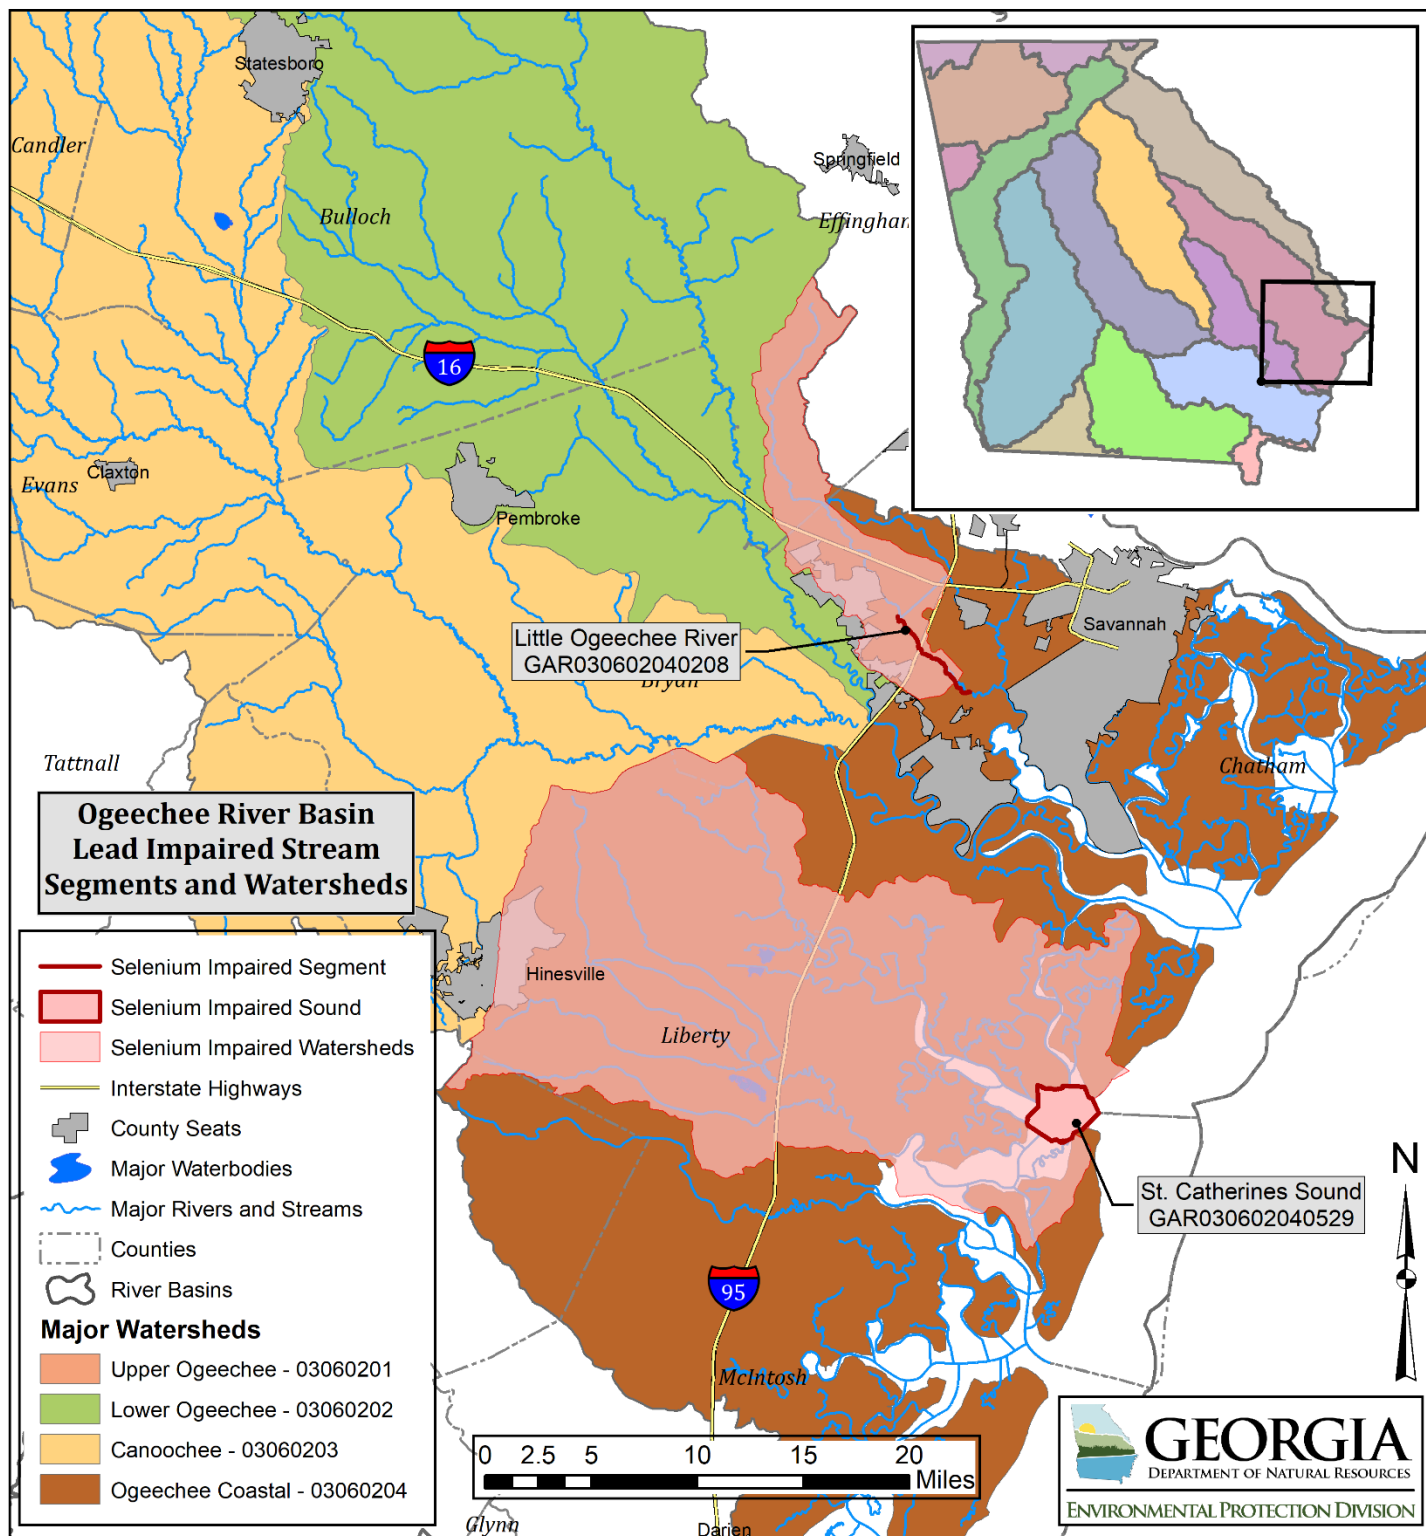 Statesboro
Candler
Springfield
Bulloch
Effingham
16
Claxton
Evans
Pembroke
Savannah
Little Ogeechee River
GAR030602040208
Bryan
Tattnall
Chatham
Ogeechee River Basin
Lead Impaired Stream
Segments and Watersheds
Hinesville
Liberty
Selenium Impaired Segment
Selenium Impaired Sound
Selenium Impaired Watersheds
Interstate Highways
County Seats
Major Waterbodies
Major Rivers and Streams
Counties
River Basins
Major Watersheds
Upper Ogeechee - 03060201
Lower Ogeechee - 03060202
Canoochee - 03060203
Ogeechee Coastal - 03060204
St. Catherines Sound
GAR030602040529
N
95
McIntosh
0 2.5 5 10 15 20
Miles
Glynn
Darien
GEORGIA
DEPARTMENT OF NATURAL RESOURCES
ENVIRONMENTAL PROTECTION DIVISION